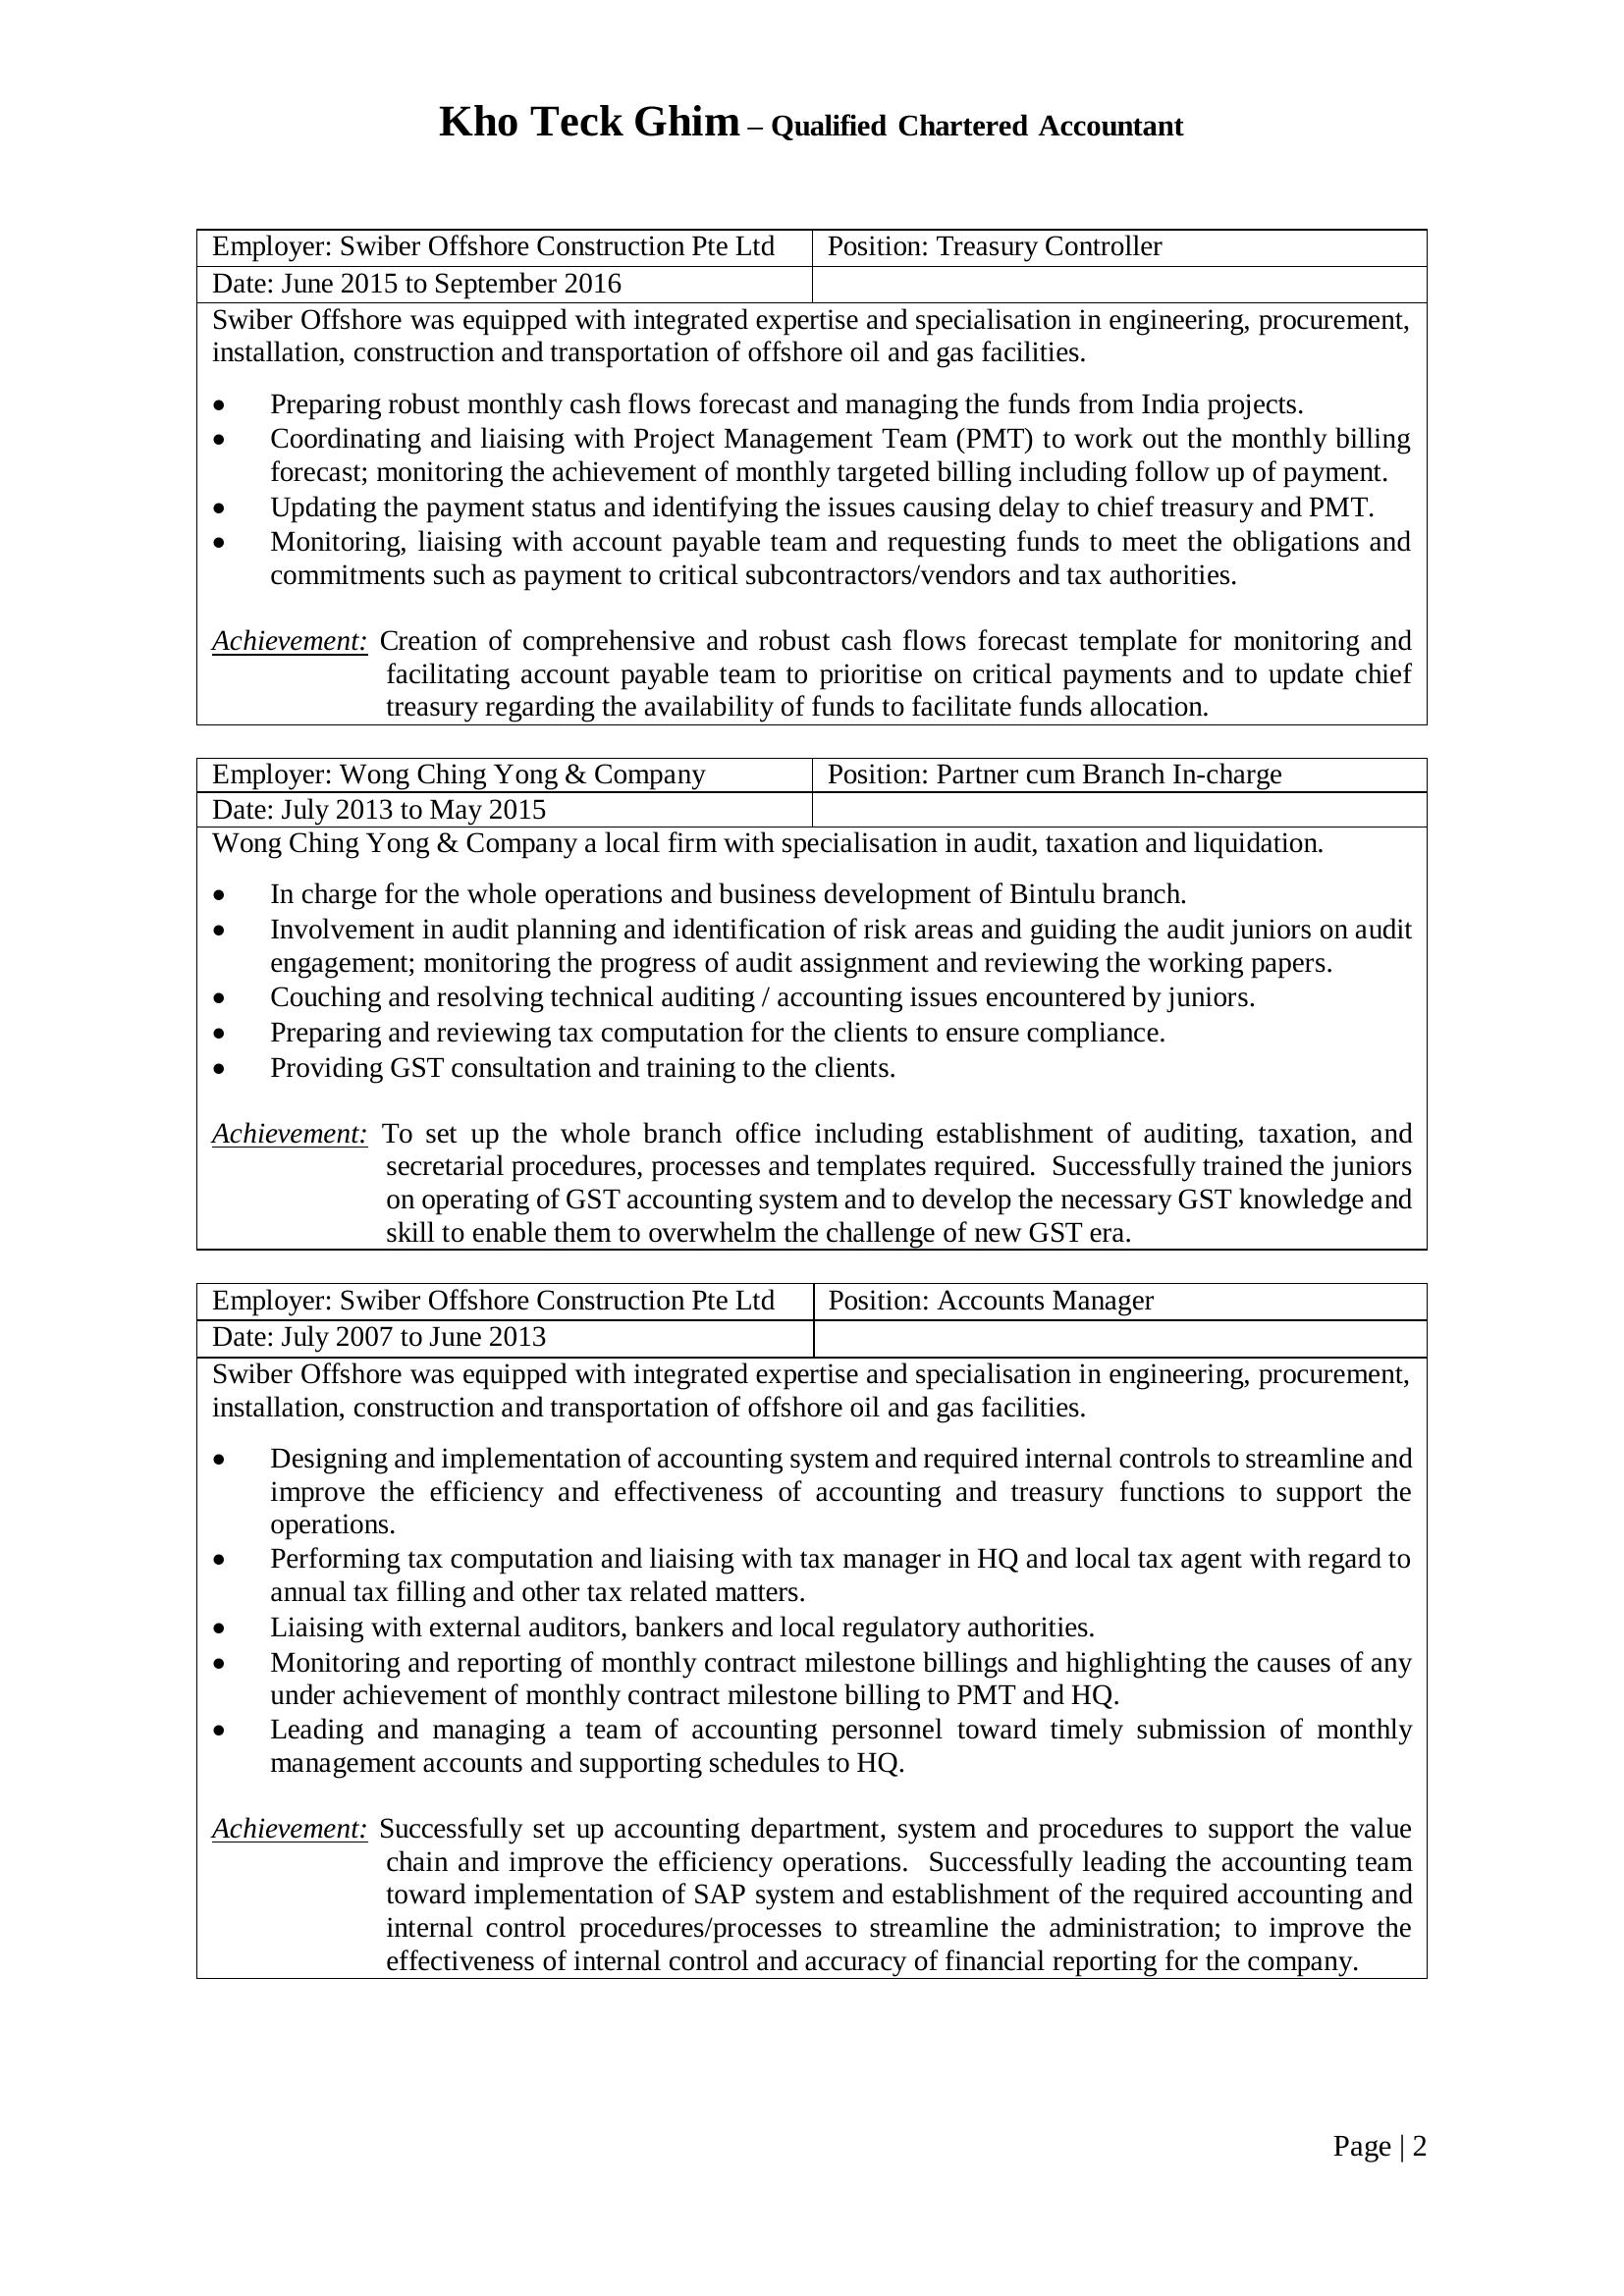 Kho Teck Ghim – Qualified Chartered Accountant
Employer: Swiber Offshore Construction Pte Ltd
Position: Treasury Controller
Date: June 2015 to September 2016
Swiber Offshore was equipped with integrated expertise and specialisation in engineering, procurement,
installation, construction and transportation of offshore oil and gas facilities.
• Preparing robust monthly cash flows forecast and managing the funds from India projects.
• Coordinating and liaising with Project Management Team (PMT) to work out the monthly billing
forecast; monitoring the achievement of monthly targeted billing including follow up of payment.
• Updating the payment status and identifying the issues causing delay to chief treasury and PMT.
• Monitoring, liaising with account payable team and requesting funds to meet the obligations and
commitments such as payment to critical subcontractors/vendors and tax authorities.
Achievement: Creation of comprehensive and robust cash flows forecast template for monitoring and
facilitating account payable team to prioritise on critical payments and to update chief
treasury regarding the availability of funds to facilitate funds allocation.
Employer: Wong Ching Yong & Company
Position: Partner cum Branch In-charge
Date: July 2013 to May 2015
Wong Ching Yong & Company a local firm with specialisation in audit, taxation and liquidation.
• In charge for the whole operations and business development of Bintulu branch.
• Involvement in audit planning and identification of risk areas and guiding the audit juniors on audit
engagement; monitoring the progress of audit assignment and reviewing the working papers.
• Couching and resolving technical auditing / accounting issues encountered by juniors.
• Preparing and reviewing tax computation for the clients to ensure compliance.
• Providing GST consultation and training to the clients.
Achievement: To set up the whole branch office including establishment of auditing, taxation, and
secretarial procedures, processes and templates required. Successfully trained the juniors
on operating of GST accounting system and to develop the necessary GST knowledge and
skill to enable them to overwhelm the challenge of new GST era.
Employer: Swiber Offshore Construction Pte Ltd
Position: Accounts Manager
Date: July 2007 to June 2013
Swiber Offshore was equipped with integrated expertise and specialisation in engineering, procurement,
installation, construction and transportation of offshore oil and gas facilities.
• Designing and implementation of accounting system and required internal controls to streamline and
improve the efficiency and effectiveness of accounting and treasury functions to support the
operations.
• Performing tax computation and liaising with tax manager in HQ and local tax agent with regard to
annual tax filling and other tax related matters.
• Liaising with external auditors, bankers and local regulatory authorities.
• Monitoring and reporting of monthly contract milestone billings and highlighting the causes of any
under achievement of monthly contract milestone billing to PMT and HQ.
• Leading and managing a team of accounting personnel toward timely submission of monthly
management accounts and supporting schedules to HQ.
Achievement: Successfully set up accounting department, system and procedures to support the value
chain and improve the efficiency operations. Successfully leading the accounting team
toward implementation of SAP system and establishment of the required accounting and
internal control procedures/processes to streamline the administration; to improve the
effectiveness of internal control and accuracy of financial reporting for the company.
Page | 2